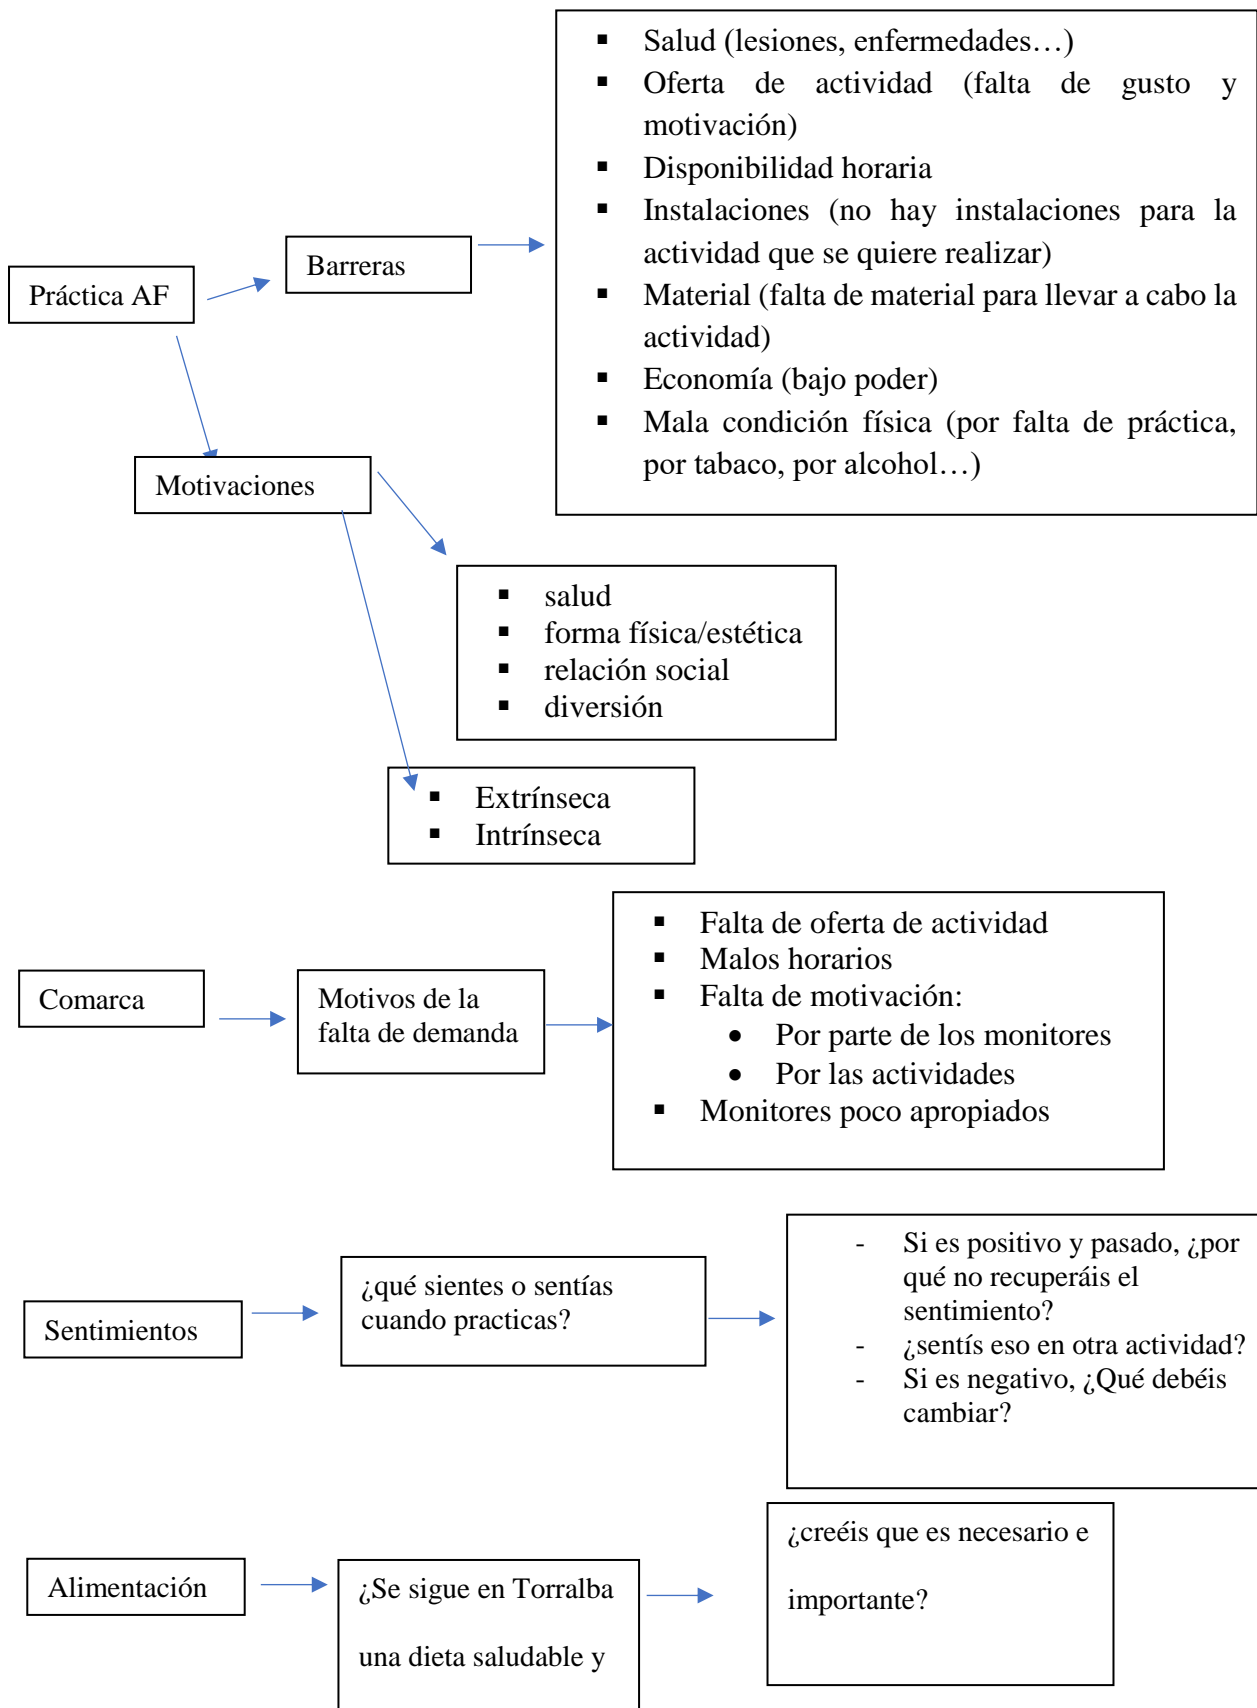 ▪ Salud (lesiones, enfermedades…)
▪ Oferta de actividad (falta de gusto y
motivación)
▪ Disponibilidad horaria
▪ Instalaciones (no hay instalaciones para la
actividad que se quiere realizar)
▪ Material (falta de material para llevar a cabo la
actividad)
▪ Economía (bajo poder)
▪ Mala condición física (por falta de práctica,
por tabaco, por alcohol…)
Barreras
Práctica AF
Motivaciones
▪ salud
▪ forma física/estética
▪ relación social
▪ diversión
▪ Extrínseca
▪ Intrínseca
Comarca
Motivos de la
falta de demanda
▪ Falta de oferta de actividad
▪ Malos horarios
▪ Falta de motivación:
• Por parte de los monitores
• Por las actividades
▪ Monitores poco apropiados
Sentimientos
¿qué sientes o sentías
cuando practicas?
- Si es positivo y pasado, ¿por
qué no recuperáis el
sentimiento?
- ¿sentís eso en otra actividad?
- Si es negativo, ¿Qué debéis
cambiar?
Alimentación
¿Se sigue en Torralba
una dieta saludable y
¿creéis que es necesario e
importante?